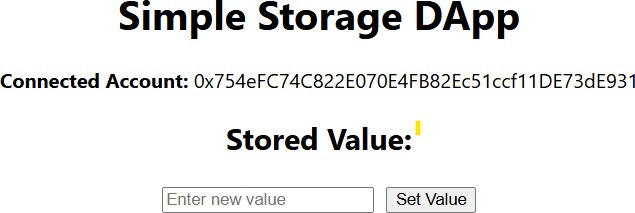 Simple Storage DApp
Connected Account: 0x754eFC74C822E070E4FB82Ec51ccf11DE73dE931
Stored Value:
Enter new value Set Value